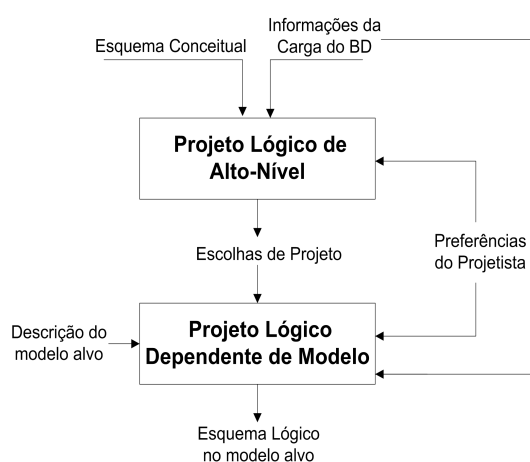 Informações da
Carga do BD
Esquema Conceitual
Projeto Lógico de
Alto-Nível
Preferências
do Projetista
Escolhas de Projeto
Descrição do
modelo alvo
Projeto Lógico
Dependente de Modelo
Esquema Lógico
no modelo alvo